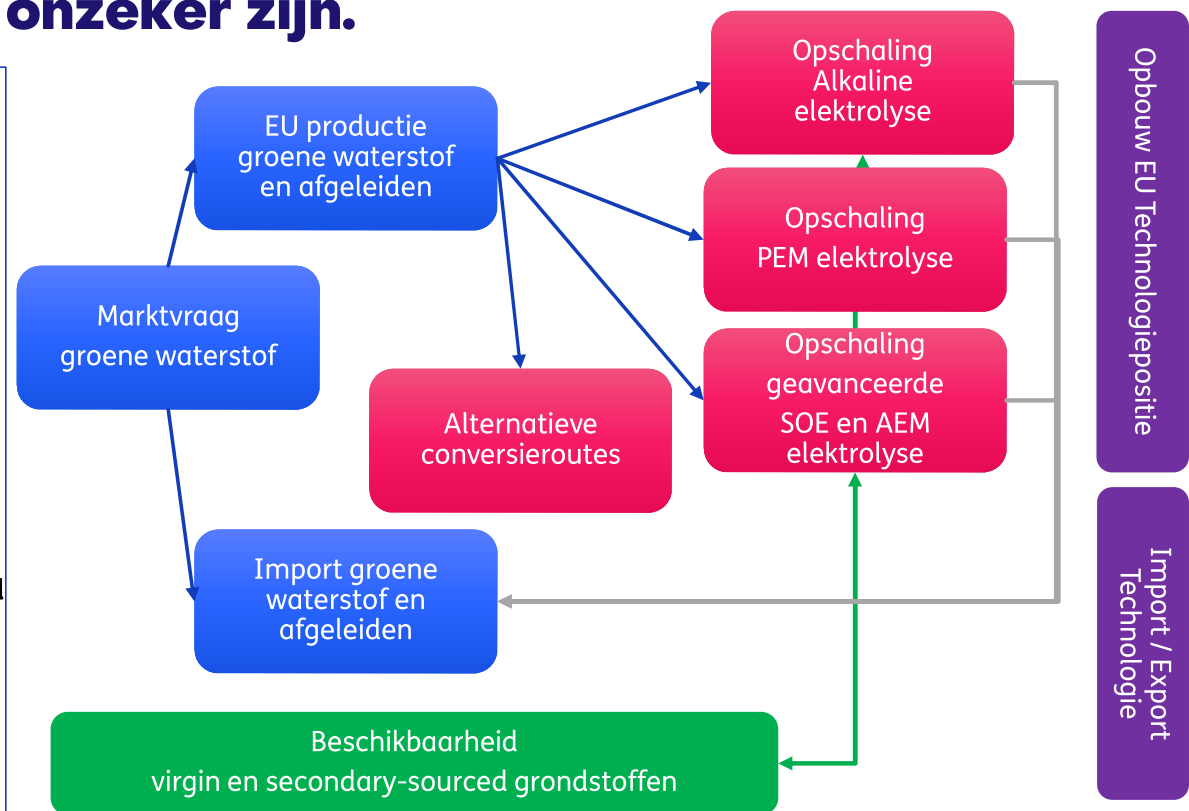 onzeker zijn.
EU productie
groene waterstof
en afgeleiden
Marktvraag
groene waterstof
Import groene
waterstof en
afgeleiden
Alternatieve
conversieroutes
Opschaling
Alkaline
elektrolyse
Opschaling
PEM elektrolyse
Opschaling
geavanceerde
SOE en AEM
elektrolyse
Beschikbaarheid
virgin en secondary-sourced grondstoffen
Opbouw EU Technologiepositie
Import / Export
Technologie